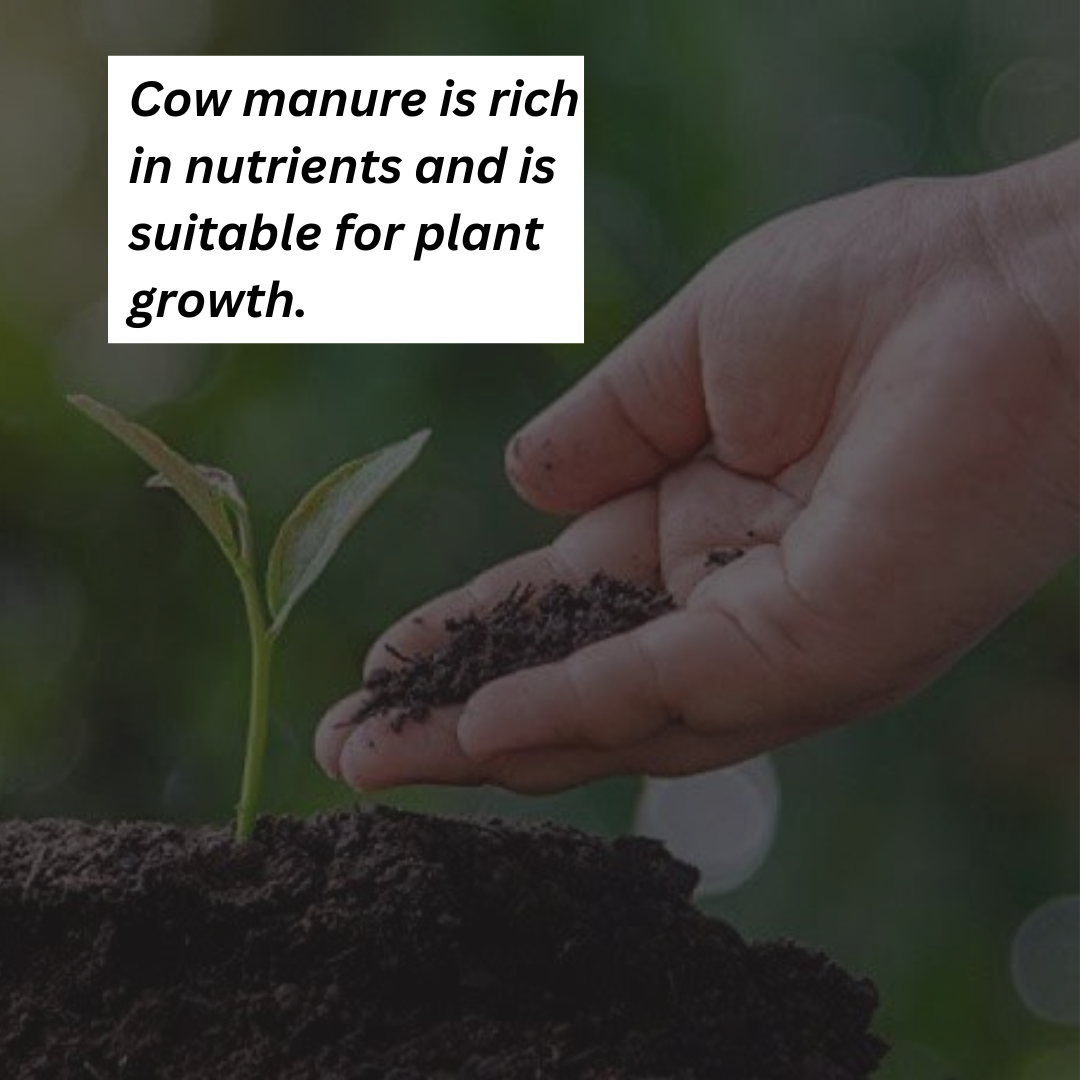 Cow manure is rich
in nutrients and is
suitable for plant
growth.